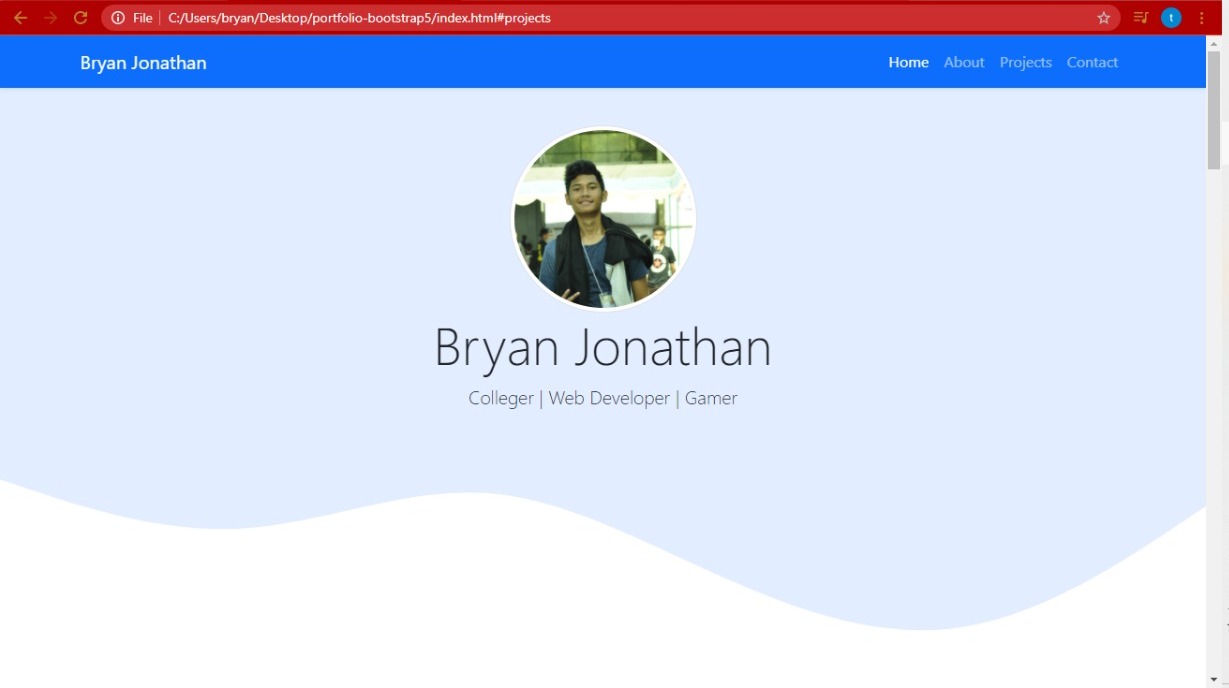 File C:/Users/bryan/Desktop/portfolio-bootstrap5/index.html#projects t
Bryan Jonathan Home About Projects Contact
Bryan Jonathan
Colleger | Web Developer | Gamer